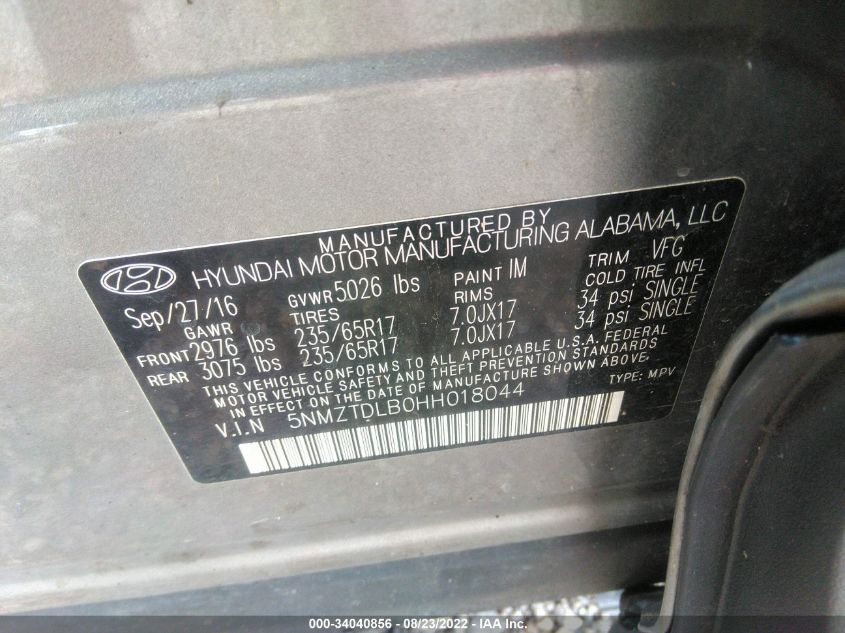 MANUFACTURED BY
HYUNDAI MOTOR MANUFACTURING ALABAMA, LLC
Sep/27/16 GVWR 5026 lbs PAINT IM TRIM VFG
GAWR TIRES RIMS COLD TIRE INFL
FRONT 2976 lbs 235/65R17 7.0JX17 34 psi SINGLE
REAR 3075 lbs 235/65R17 7.0JX17 34 psi SINGLE
THIS VEHICLE CONFORMS TO ALL APPLICABLE U.S.A. FEDERAL
MOTOR VEHICLE SAFETY AND THEFT PREVENTION STANDARDS
IN EFFECT ON THE DATE OF MANUFACTURE SHOWN ABOVE.
V.I.N 5NMZTDLB0HH018044 TYPE: MPV
000-34040856 - 08/23/2022 - IAA Inc.